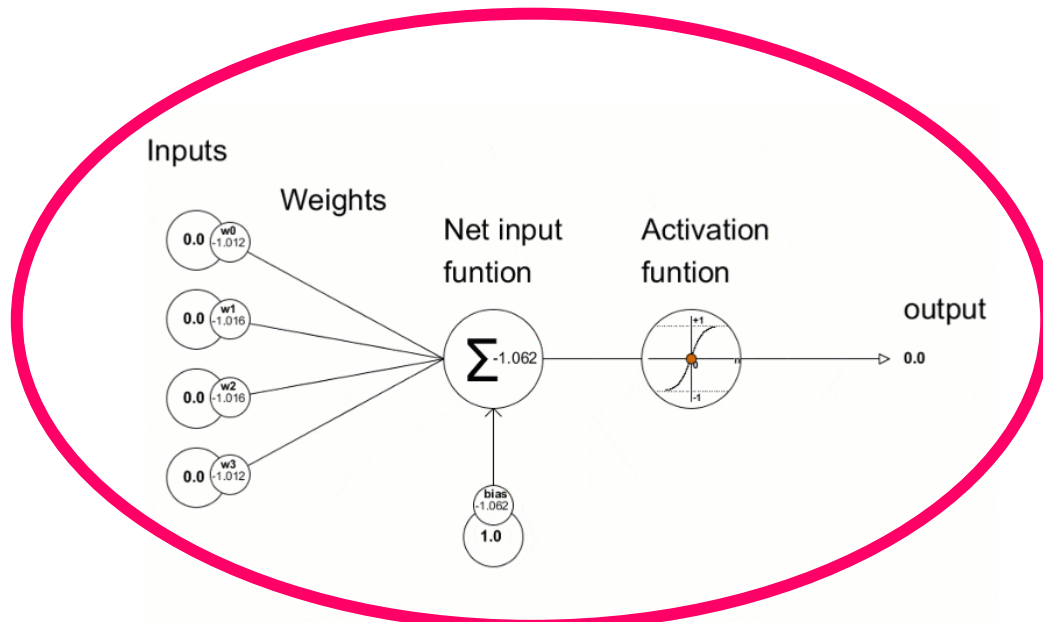 Inputs
Weights
Net input
funtion
Activation
funtion
output
0.0
w0
-1.012
0.0
w1
-1.016
0.0
w2
-1.016
0.0
w3
-1.012
Σ
-1.062
+1
0
n
-1
0.0
bias
-1.062
1.0